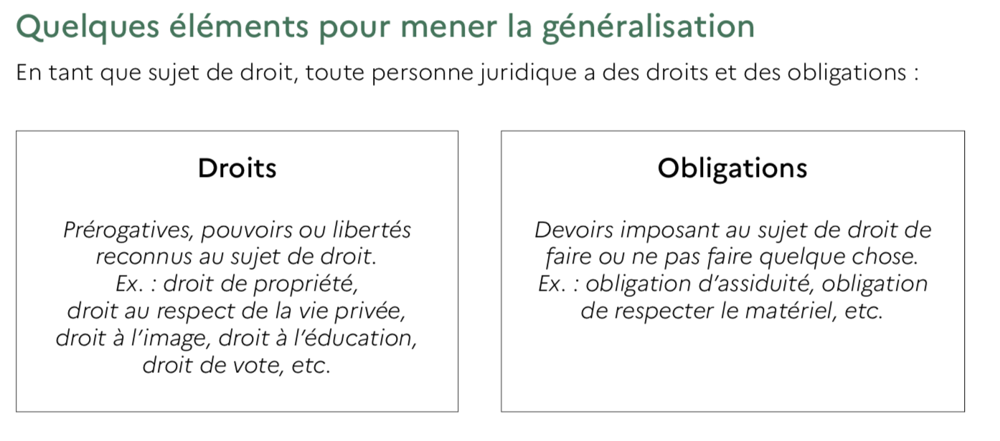 Quelques éléments pour mener la généralisation
En tant que sujet de droit, toute personne juridique a des droits et des obligations :
Droits
Prérogatives, pouvoirs ou libertés
reconnus au sujet de droit.
Ex. : droit de propriété,
droit au respect de la vie privée,
droit à l’image, droit à l’éducation,
droit de vote, etc.
Obligations
Devoirs imposant au sujet de droit de
faire ou ne pas faire quelque chose.
Ex. : obligation d’assiduité, obligation
de respecter le matériel, etc.